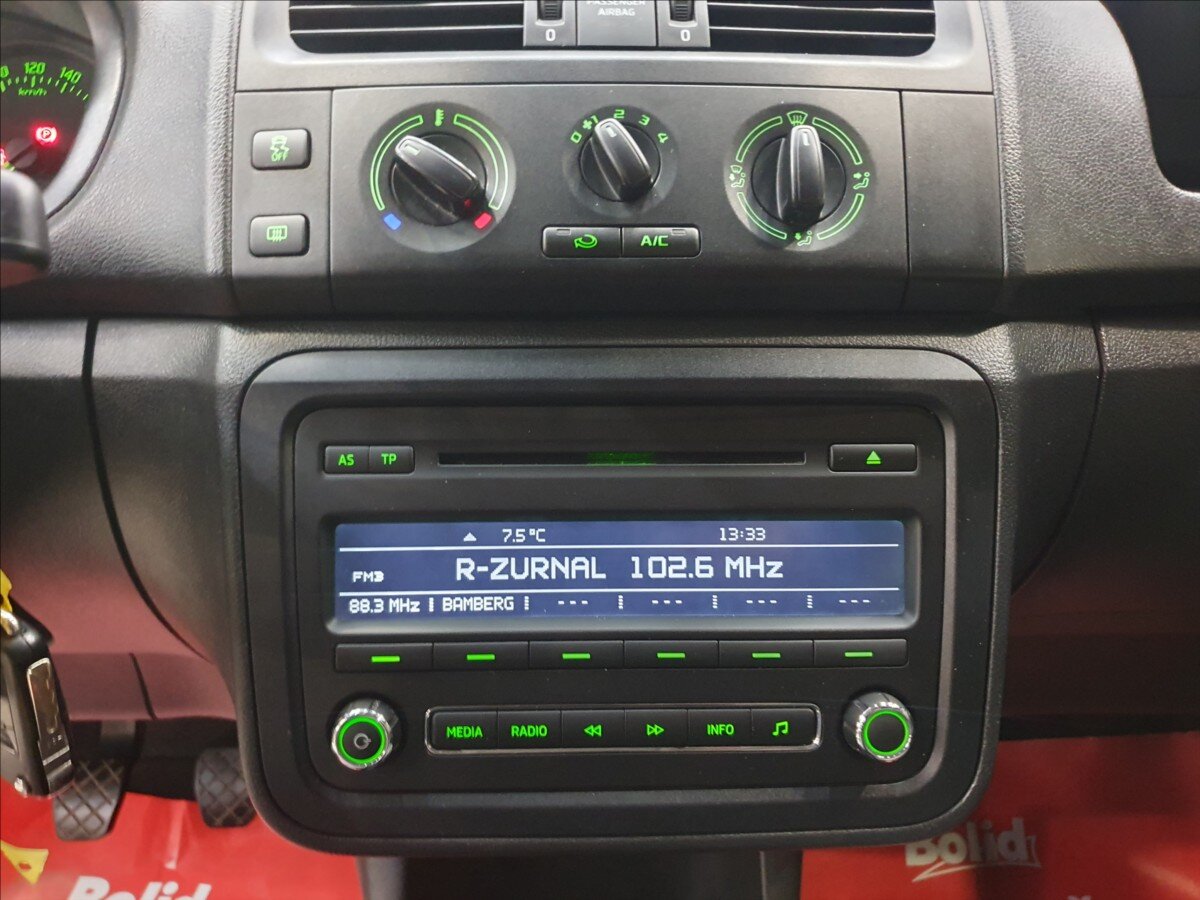 PASSENGER
AIRBAG
0 0
120 140
km/h
P
OFF
0 1 2 3 4
A/C
AS TP
7.5°C 13:33
FM3 R-ZURNAL 102.6 MHz
88.3 MHz BAMBERG --- --- --- ---
MEDIA RADIO INFO
Bolid
Bolid